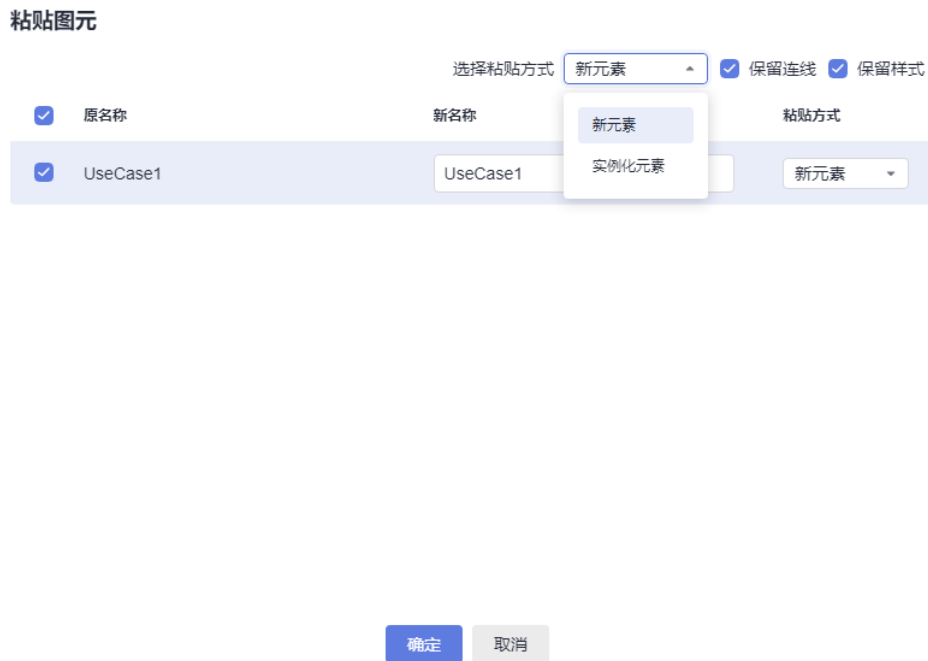 粘贴图元
选择粘贴方式 新元素 保留连线 保留样式
原名称 新名称 粘贴方式
新元素
实例化元素
UseCase1 UseCase1 新元素
确定 取消